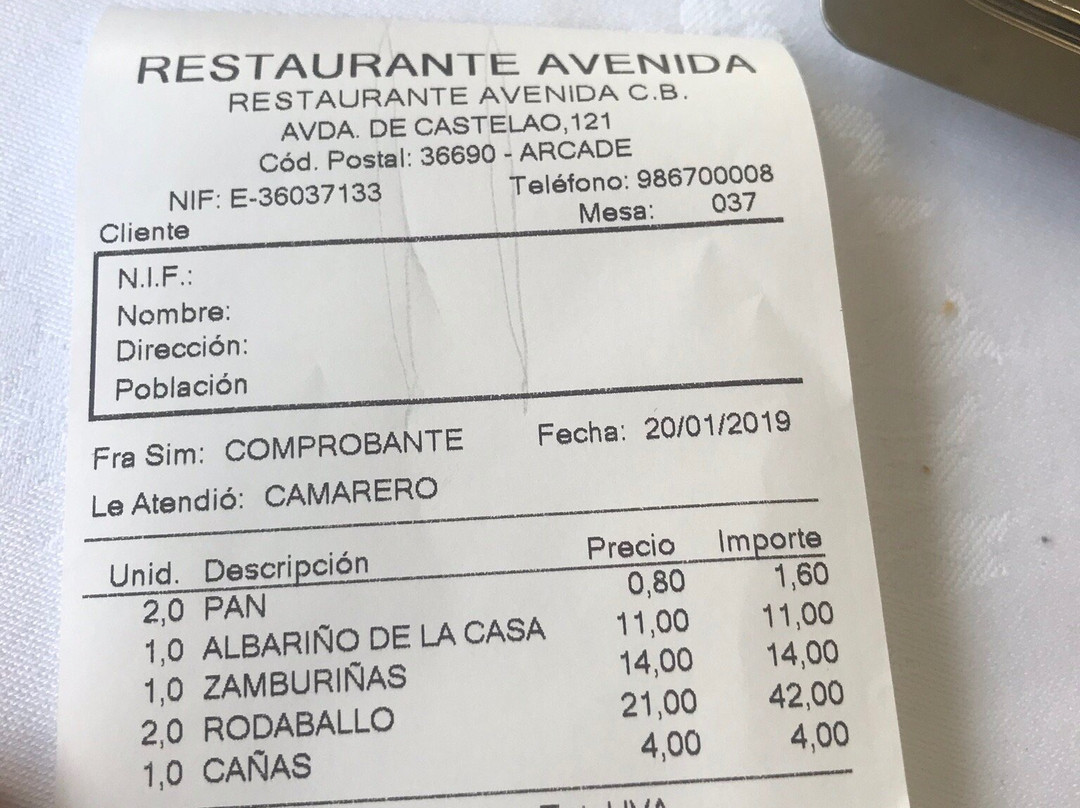 RESTAURANTE AVENIDA
RESTAURANTE AVENIDA C.B.
AVDA. DE CASTELAO,121
Cód. Postal: 36690 - ARCADE
NIF: E-36037133 Teléfono: 986700008
Mesa: 037
Cliente
N.I.F.:
Nombre:
Dirección:
Población
Fra Sim: COMPROBANTE Fecha: 20/01/2019
Le Atendió: CAMARERO
Unid. Descripción Precio Importe
2,0 PAN 0,80 1,60
1,0 ALBARIÑO DE LA CASA 11,00 11,00
1,0 ZAMBURIÑAS 14,00 14,00
2,0 RODABALLO 21,00 42,00
1,0 CAÑAS 4,00 4,00